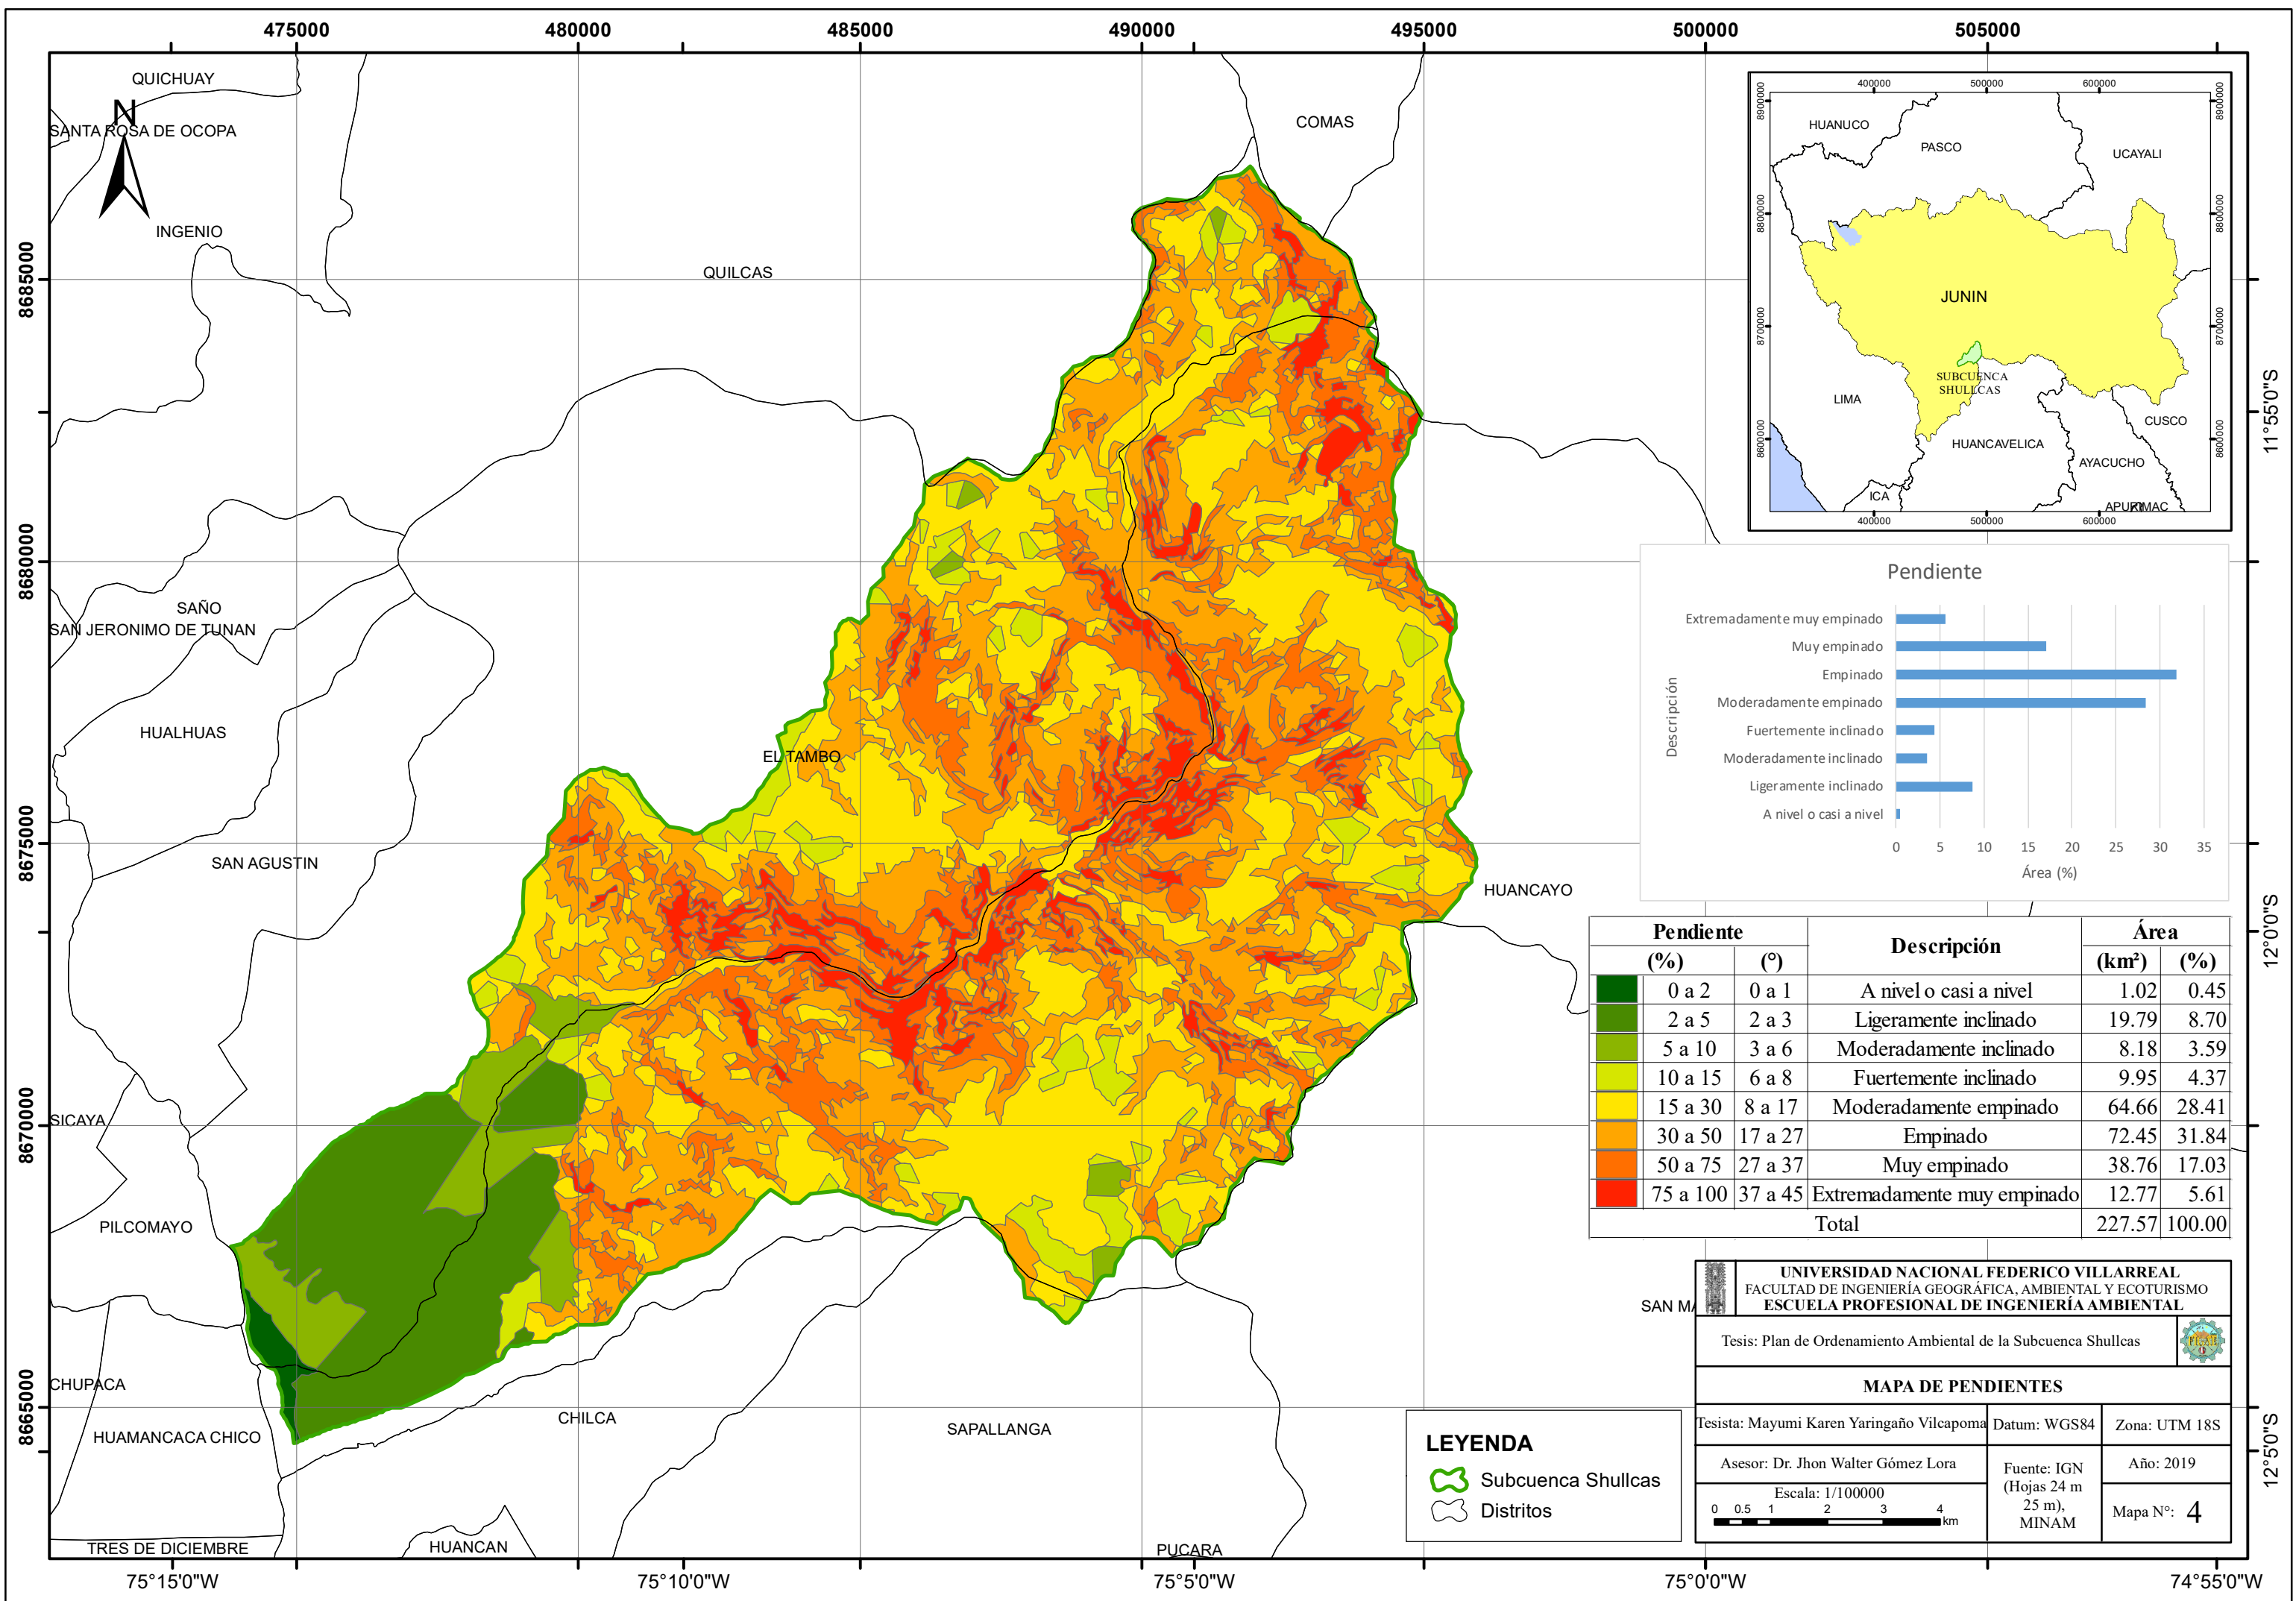 475000 480000 485000 490000 495000 500000 505000
QUICHUAY
N
SANTA ROSA DE OCOPA
COMAS
INGENIO
QUILCAS
SAÑO
SAN JERONIMO DE TUNAN
HUALHUAS
EL TAMBO
SAN AGUSTIN
HUANCAYO
SICAYA
PILCOMAYO
CHUPACA
HUAMANCACA CHICO
CHILCA
SAPALLANGA
TRES DE DICIEMBRE
HUANCAN
PUCARA
SAN MA
8685000
8680000
8675000
8670000
8665000
11°55'0"S
12°0'0"S
12°5'0"S
75°15'0"W 75°10'0"W 75°5'0"W 75°0'0"W 74°55'0"W
400000 500000 600000
8900000 8900000
HUANUCO
PASCO
UCAYALI
8800000 8800000
JUNIN
8700000 8700000
SUBCUENCA
SHULLCAS
LIMA
CUSCO
8600000 8600000
HUANCAVELICA
AYACUCHO
ICA
400000 500000 600000
Pendiente
Descripción
Extremadamente muy empinado
Muy empinado
Empinado
Moderadamente empinado
Fuertemente inclinado
Moderadamente inclinado
Ligeramente inclinado
A nivel o casi a nivel
0 5 10 15 20 25 30 35
Área (%)
Pendiente Descripción Área
(%) (°) (km²) (%)
0 a 2 0 a 1 A nivel o casi a nivel 1.02 0.45
2 a 5 2 a 3 Ligeramente inclinado 19.79 8.70
5 a 10 3 a 6 Moderadamente inclinado 8.18 3.59
10 a 15 6 a 8 Fuertemente inclinado 9.95 4.37
15 a 30 8 a 17 Moderadamente empinado 64.66 28.41
30 a 50 17 a 27 Empinado 72.45 31.84
50 a 75 27 a 37 Muy empinado 38.76 17.03
75 a 100 37 a 45 Extremadamente muy empinado 12.77 5.61
Total 227.57 100.00
UNIVERSIDAD NACIONAL FEDERICO VILLARREAL
FACULTAD DE INGENIERÍA GEOGRÁFICA, AMBIENTAL Y ECOTURISMO
ESCUELA PROFESIONAL DE INGENIERÍA AMBIENTAL
Tesis: Plan de Ordenamiento Ambiental de la Subcuenca Shullcas
MAPA DE PENDIENTES
Tesista: Mayumi Karen Yaringaño Vilcapoma
Datum: WGS84
Zona: UTM 18S
Asesor: Dr. Jhon Walter Gómez Lora
Fuente: IGN
(Hojas 24 m
25 m),
MINAM
Año: 2019
Escala: 1/100000
0 0.5 1 2 3 4
km
Mapa N°: 4
LEYENDA
Subcuenca Shullcas
Distritos